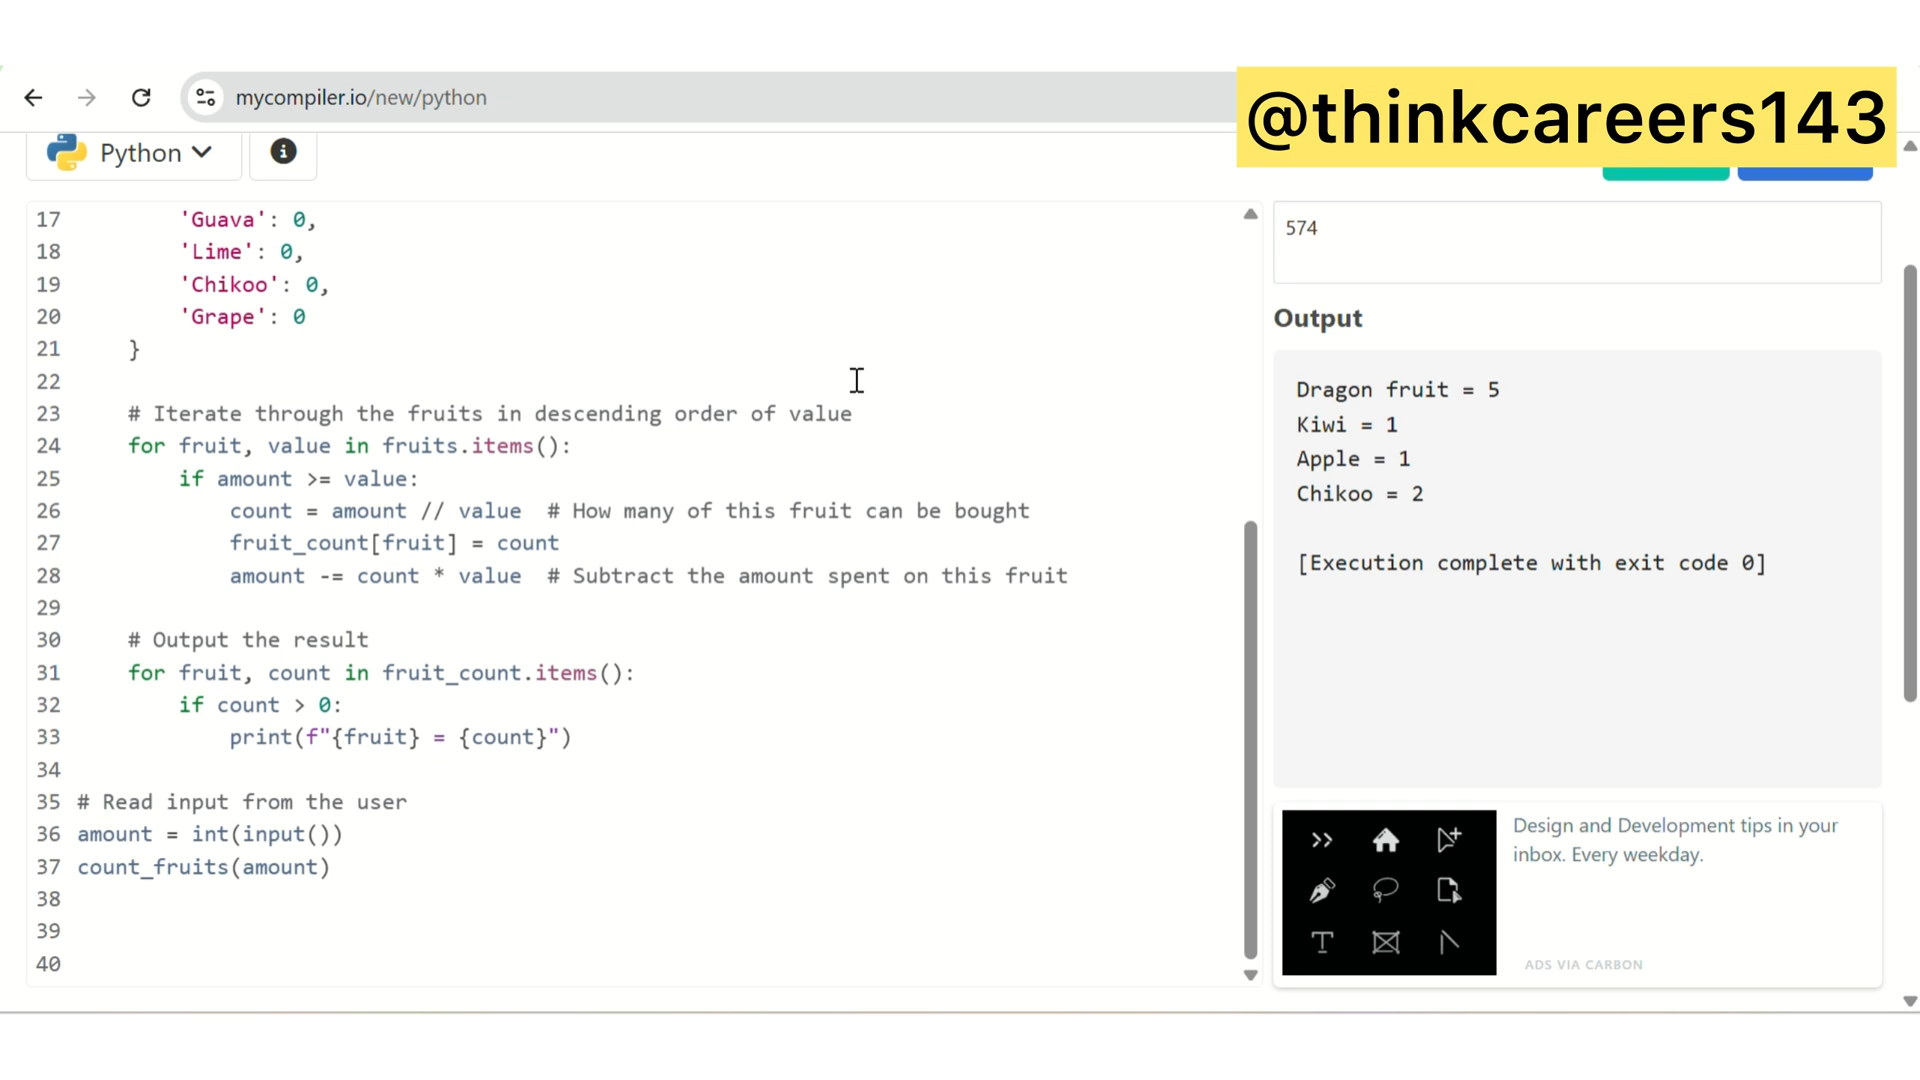 mycompiler.io/new/python
@thinkcareers143
Python
17 'Guava': 0,
18 'Lime': 0,
19 'Chikoo': 0,
20 'Grape': 0
21 }
22
23 # Iterate through the fruits in descending order of value
24 for fruit, value in fruits.items():
25 if amount >= value:
26 count = amount // value # How many of this fruit can be bought
27 fruit_count[fruit] = count
28 amount -= count * value # Subtract the amount spent on this fruit
29
30 # Output the result
31 for fruit, count in fruit_count.items():
32 if count > 0:
33 print(f"{fruit} = {count}")
34
35 # Read input from the user
36 amount = int(input())
37 count_fruits(amount)
38
39
40
574
Output
Dragon fruit = 5
Kiwi = 1
Apple = 1
Chikoo = 2
[Execution complete with exit code 0]
Design and Development tips in your
inbox. Every weekday.
ADS VIA CARBON